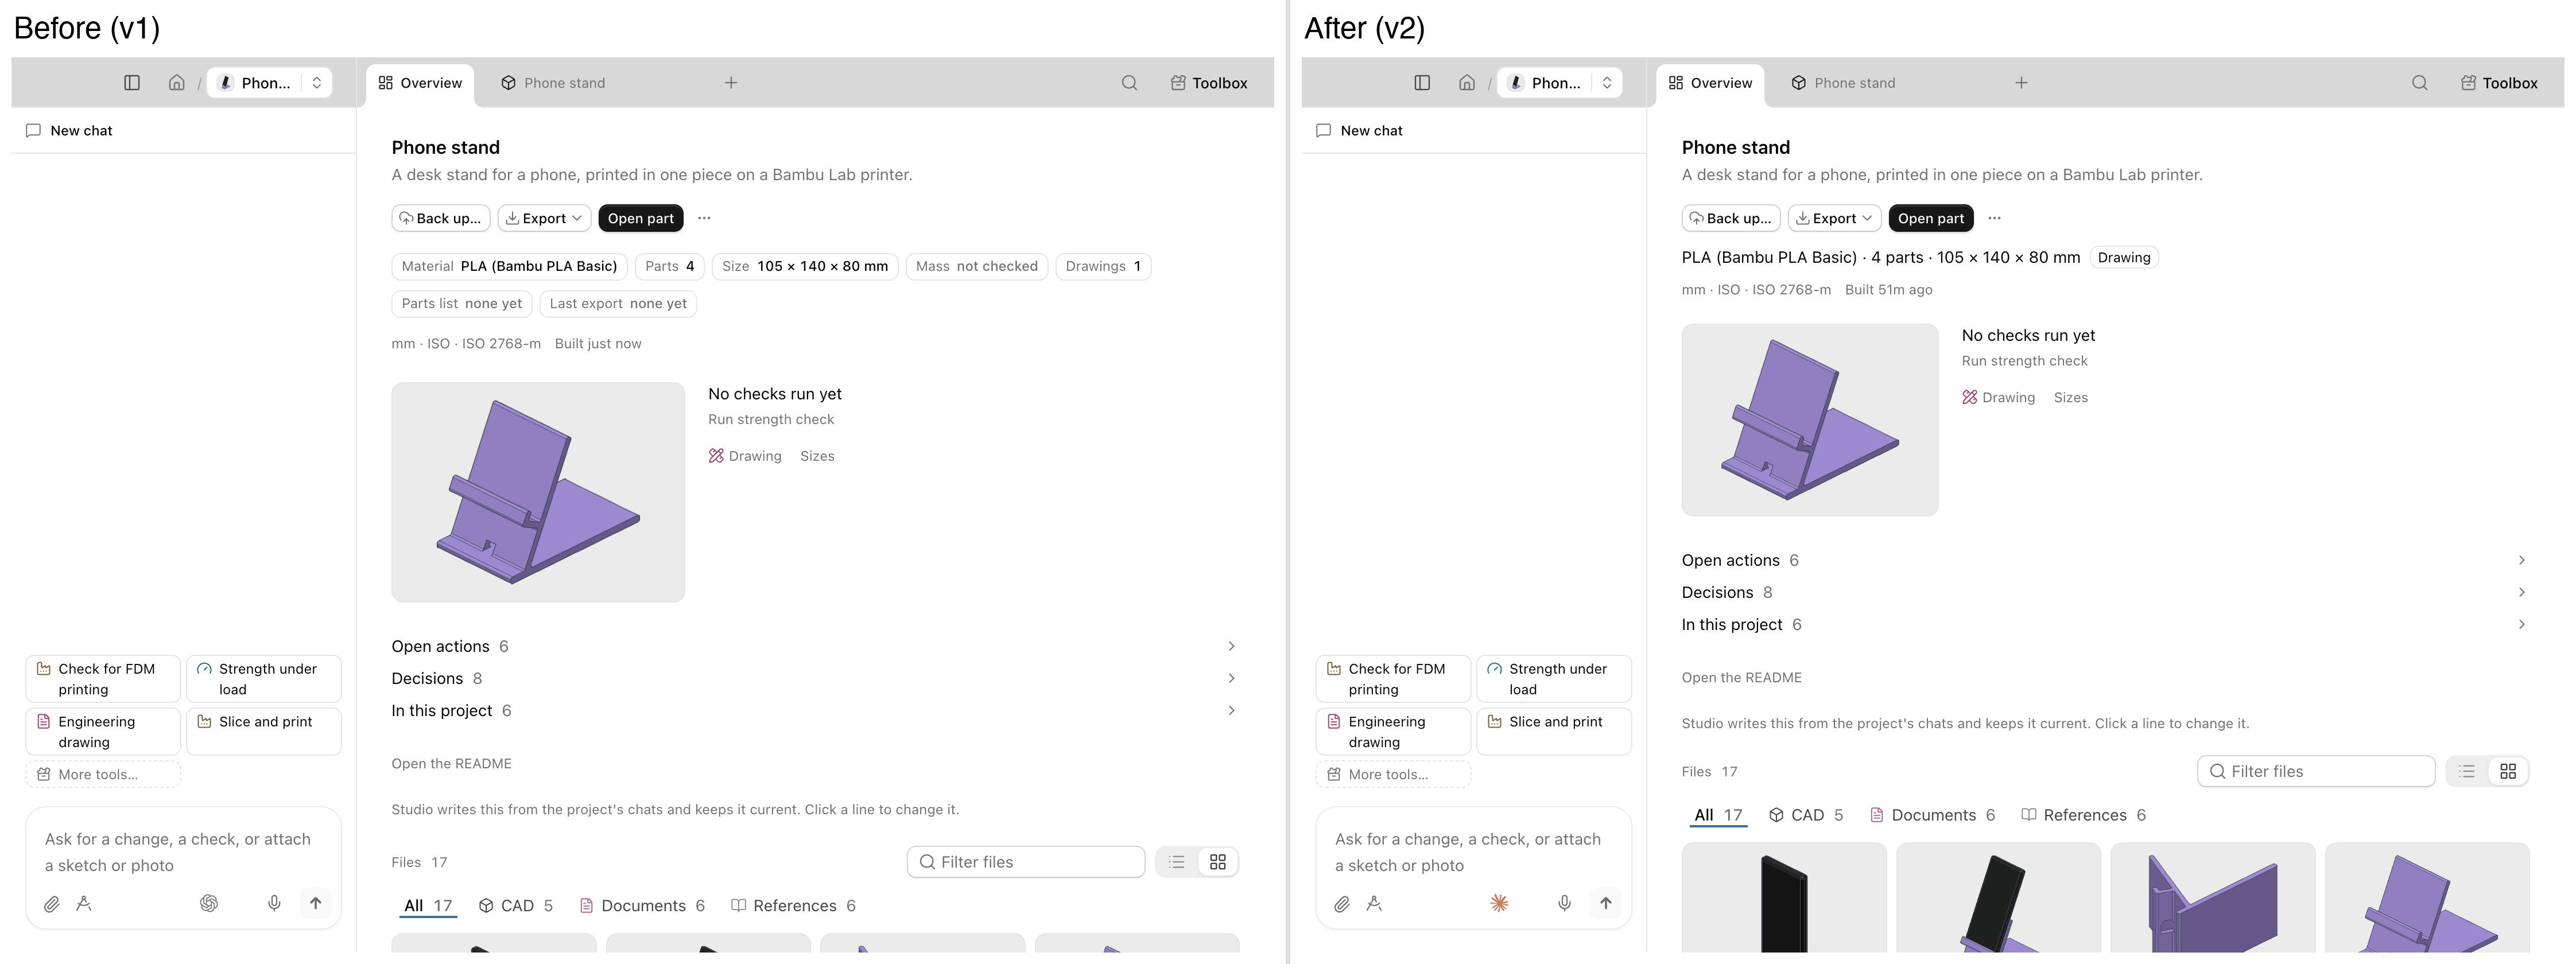 Before (v1)
Phon...
Overview
Phone stand
Toolbox
New chat
Phone stand
A desk stand for a phone, printed in one piece on a Bambu Lab printer.
Back up... Export Open part ...
Material PLA (Bambu PLA Basic) Parts 4 Size 105 × 140 × 80 mm Mass not checked Drawings 1
Parts list none yet Last export none yet
mm · ISO · ISO 2768-m Built just now
No checks run yet
Run strength check
Drawing Sizes
Open actions 6
Decisions 8
In this project 6
Open the README
Studio writes this from the project's chats and keeps it current. Click a line to change it.
Files 17
Filter files
All 17 CAD 5 Documents 6 References 6
Check for FDM
printing
Strength under
load
Engineering
drawing
Slice and print
More tools...
Ask for a change, a check, or attach
a sketch or photo
After (v2)
/ Phon...
Overview
Phone stand
Toolbox
New chat
Phone stand
A desk stand for a phone, printed in one piece on a Bambu Lab printer.
Back up... Export Open part ...
PLA (Bambu PLA Basic) · 4 parts · 105 × 140 × 80 mm Drawing
mm · ISO · ISO 2768-m Built 51m ago
No checks run yet
Run strength check
Drawing Sizes
Open actions 6
Decisions 8
In this project 6
Open the README
Studio writes this from the project's chats and keeps it current. Click a line to change it.
Files 17
Filter files
All 17 CAD 5 Documents 6 References 6
Check for FDM
printing
Strength under
load
Engineering
drawing
Slice and print
More tools...
Ask for a change, a check, or attach
a sketch or photo